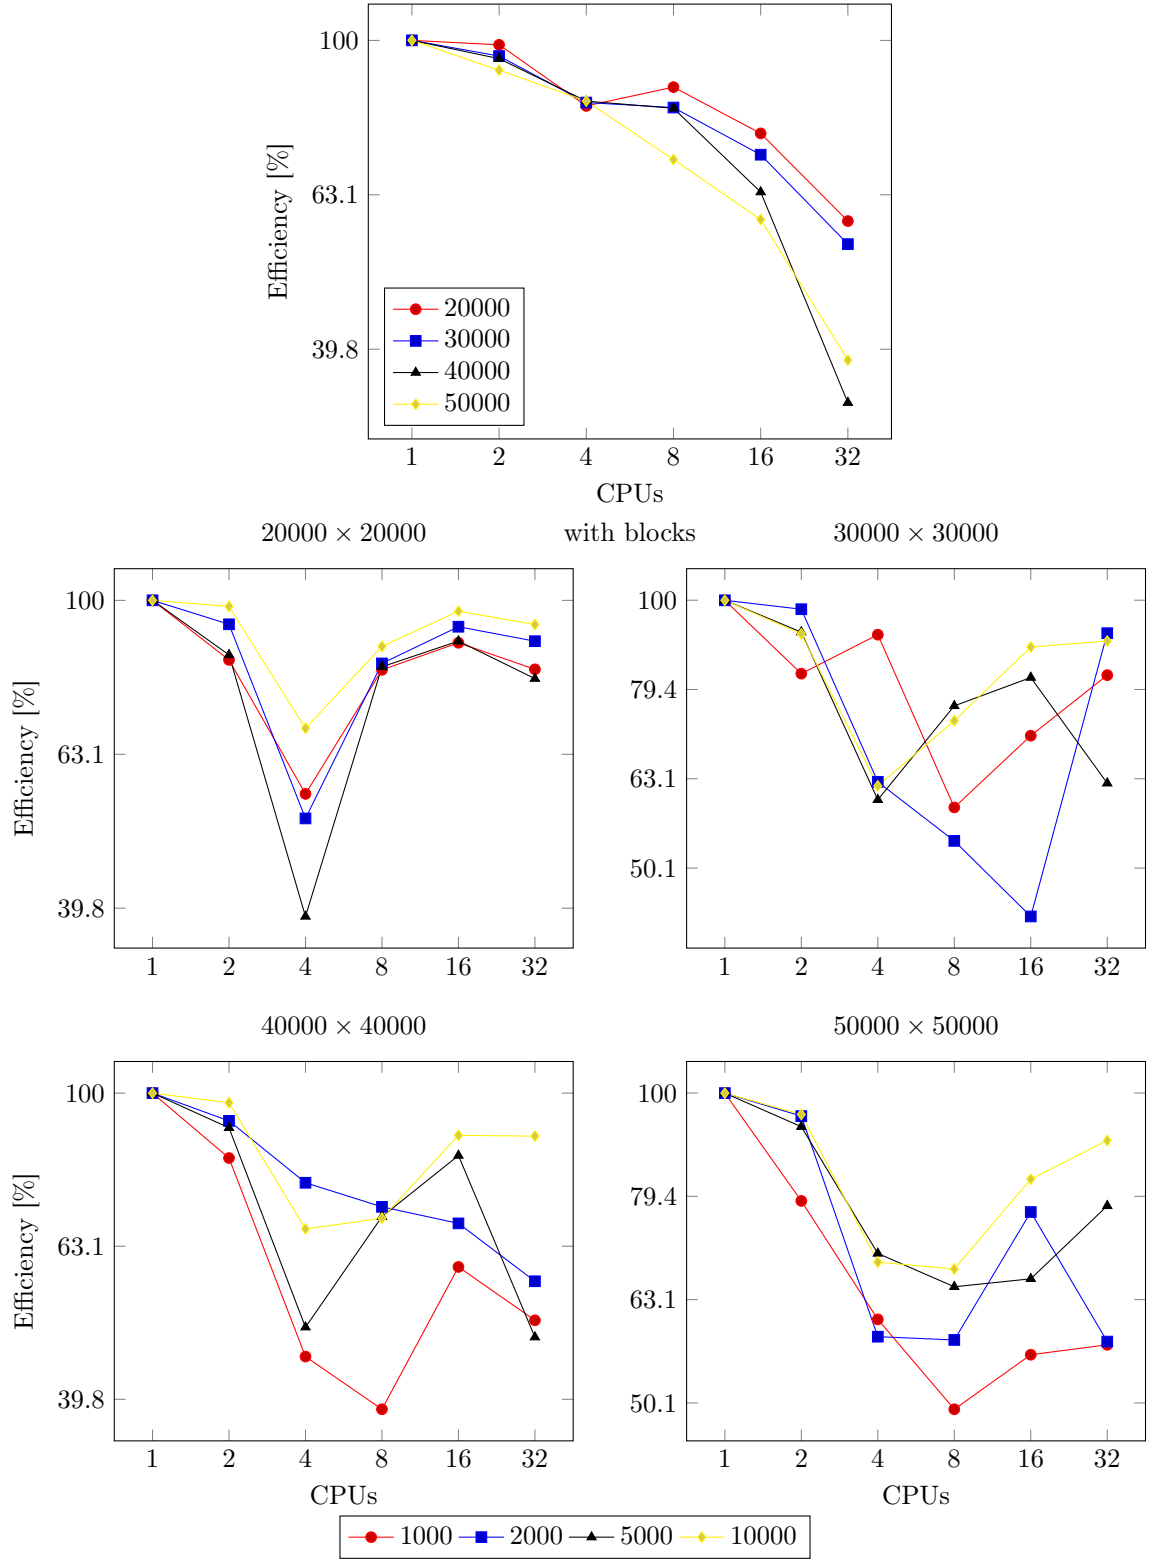 100
63.1
39.8
Efficiency [%]
20000
30000
40000
50000
1 2 4 8 16 32
CPUs
20000 × 20000 with blocks 30000 × 30000
100
63.1
39.8
Efficiency [%]
1 2 4 8 16 32
100
79.4
63.1
50.1
1 2 4 8 16 32
40000 × 40000
100
63.1
39.8
Efficiency [%]
1 2 4 8 16 32
CPUs
50000 × 50000
100
79.4
63.1
50.1
1 2 4 8 16 32
CPUs
1000 2000 5000 10000